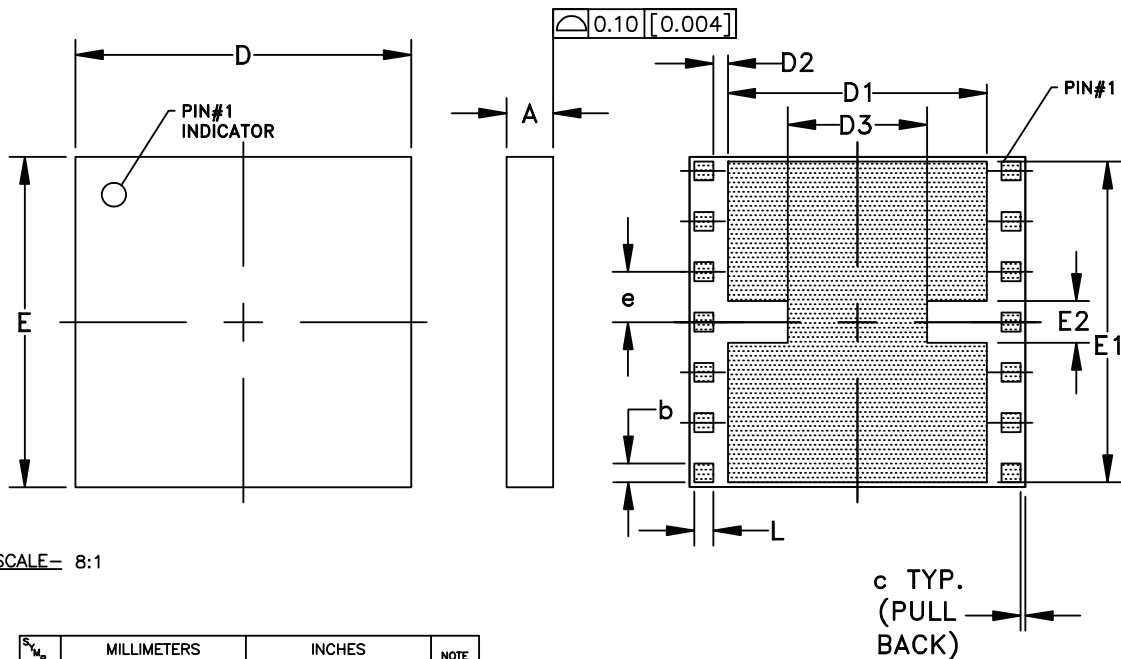 0.10 [0.004]
D
A
D2
D1
D3
PIN#1
PIN#1
INDICATOR
E
e
E2
E1
b
L
SCALE— 8:1
c TYP.
(PULL
BACK)
MILLIMETERS INCHES NOTE